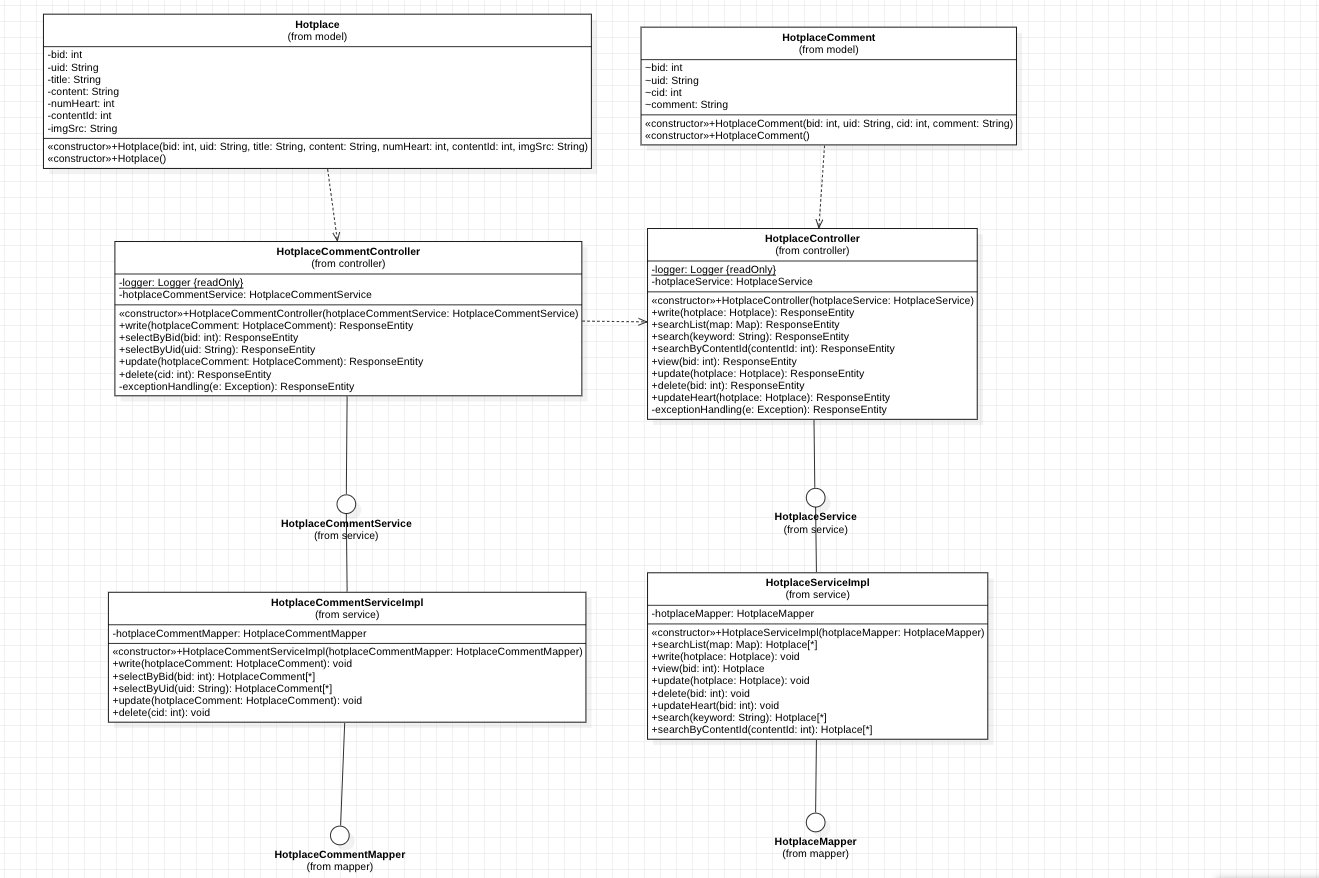 Hotplace
(from model)
-bid: int
-uid: String
-title: String
-content: String
-numHeart: int
-contentId: int
-imgSrc: String
«constructor»+Hotplace(bid: int, uid: String, title: String, content: String, numHeart: int, contentId: int, imgSrc: String)
«constructor»+Hotplace()
HotplaceComment
(from model)
~bid: int
~uid: String
~cid: int
~comment: String
«constructor»+HotplaceComment(bid: int, uid: String, cid: int, comment: String)
«constructor»+HotplaceComment()
HotplaceCommentController
(from controller)
-logger: Logger {readOnly}
-hotplaceCommentService: HotplaceCommentService
«constructor»+HotplaceCommentController(hotplaceCommentService: HotplaceCommentService)
+write(hotplaceComment: HotplaceComment): ResponseEntity
+selectByBid(bid: int): ResponseEntity
+selectByUid(uid: String): ResponseEntity
+update(hotplaceComment: HotplaceComment): ResponseEntity
+delete(cid: int): ResponseEntity
-exceptionHandling(e: Exception): ResponseEntity
HotplaceController
(from controller)
-logger: Logger {readOnly}
-hotplaceService: HotplaceService
«constructor»+HotplaceController(hotplaceService: HotplaceService)
+write(hotplace: Hotplace): ResponseEntity
+searchList(map: Map): ResponseEntity
+search(keyword: String): ResponseEntity
+searchByContentId(contentId: int): ResponseEntity
+view(bid: int): ResponseEntity
+update(hotplace: Hotplace): ResponseEntity
+delete(bid: int): ResponseEntity
+updateHeart(hotplace: Hotplace): ResponseEntity
-exceptionHandling(e: Exception): ResponseEntity
HotplaceCommentService
(from service)
HotplaceService
(from service)
HotplaceCommentServiceImpl
(from service)
-hotplaceCommentMapper: HotplaceCommentMapper
«constructor»+HotplaceCommentServiceImpl(hotplaceCommentMapper: HotplaceCommentMapper)
+write(hotplaceComment: HotplaceComment): void
+selectByBid(bid: int): HotplaceComment[*]
+selectByUid(uid: String): HotplaceComment[*]
+update(hotplaceComment: HotplaceComment): void
+delete(cid: int): void
HotplaceServiceImpl
(from service)
-hotplaceMapper: HotplaceMapper
«constructor»+HotplaceServiceImpl(hotplaceMapper: HotplaceMapper)
+searchList(map: Map): Hotplace[*]
+write(hotplace: Hotplace): void
+view(bid: int): Hotplace
+update(hotplace: Hotplace): void
+delete(bid: int): void
+updateHeart(bid: int): void
+search(keyword: String): Hotplace[*]
+searchByContentId(contentId: int): Hotplace[*]
HotplaceCommentMapper
(from mapper)
HotplaceMapper
(from mapper)